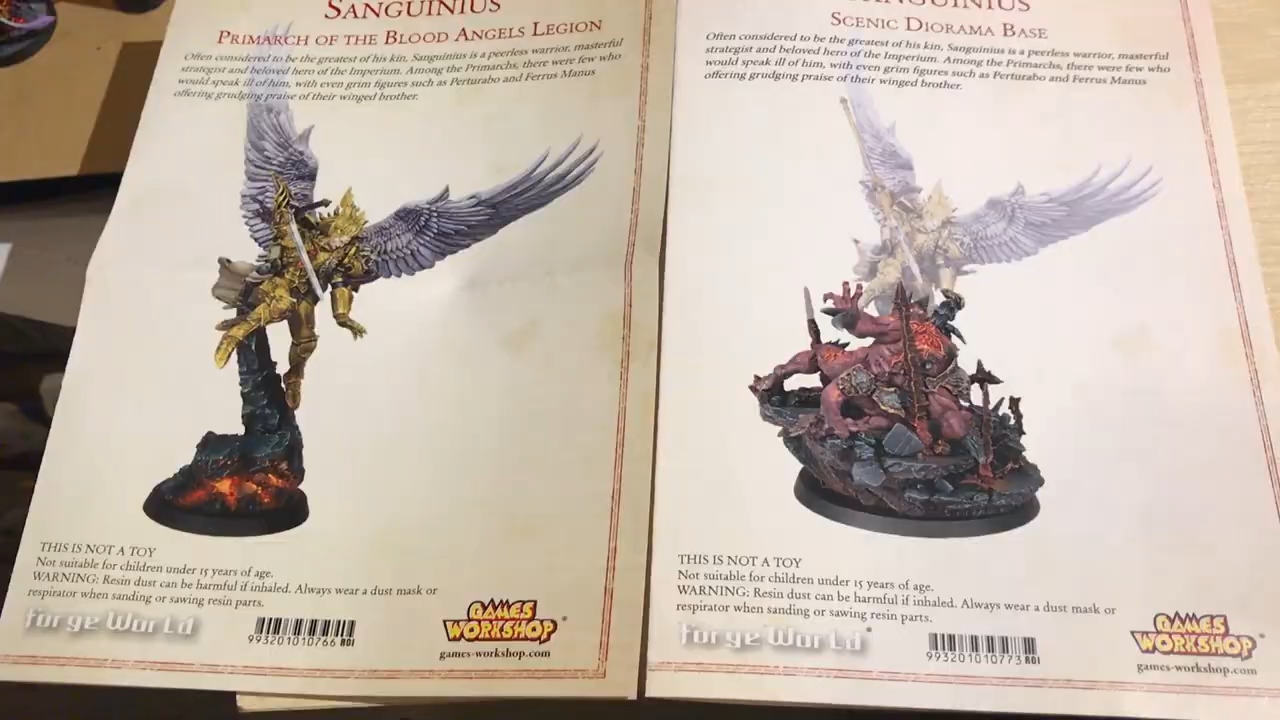 SANGUINIUS
PRIMARCH OF THE BLOOD ANGELS LEGION
Often considered to be the greatest of his kin, Sanguinius is a peerless warrior, masterful
strategist and beloved hero of the Imperium. Among the Primarchs, there were few who
would speak ill of him, with even grim figures such as Perturabo and Ferrus Manus
offering grudging praise of their winged brother.
THIS IS NOT A TOY
Not suitable for children under 15 years of age.
WARNING: Resin dust can be harmful if inhaled. Always wear a dust mask or
respirator when sanding or sawing resin parts.
Forge World
993201010766 R01
GAMES
WORKSHOP®
games-workshop.com
SANGUINIUS
SCENIC DIORAMA BASE
Often considered to be the greatest of his kin, Sanguinius is a peerless warrior, masterful
strategist and beloved hero of the Imperium. Among the Primarchs, there were few who
would speak ill of him, with even grim figures such as Perturabo and Ferrus Manus
offering grudging praise of their winged brother.
THIS IS NOT A TOY
Not suitable for children under 15 years of age.
WARNING: Resin dust can be harmful if inhaled. Always wear a dust mask or
respirator when sanding or sawing resin parts.
Forge World®
993201010773 R01
GAMES
WORKSHOP®
games-workshop.com